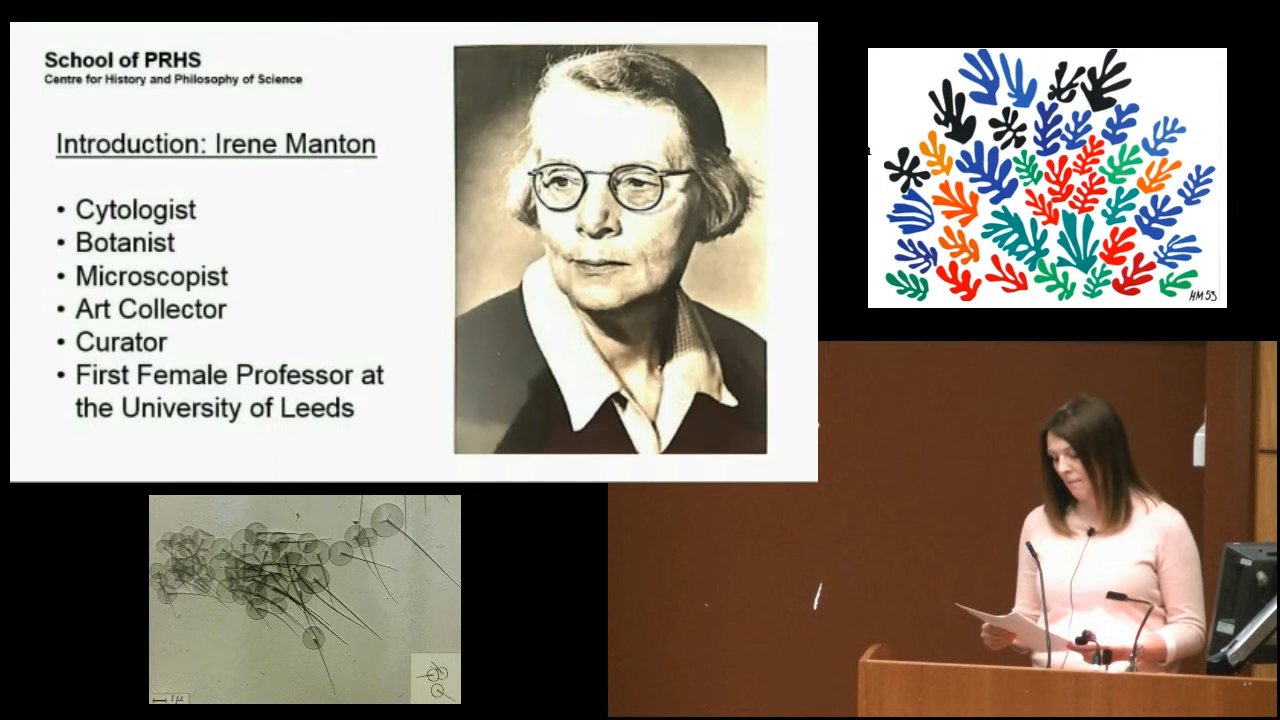 School of PRHS
Centre for History and Philosophy of Science
Introduction: Irene Manton
• Cytologist
• Botanist
• Microscopist
• Art Collector
• Curator
• First Female Professor at
the University of Leeds
HM 53
1 µ